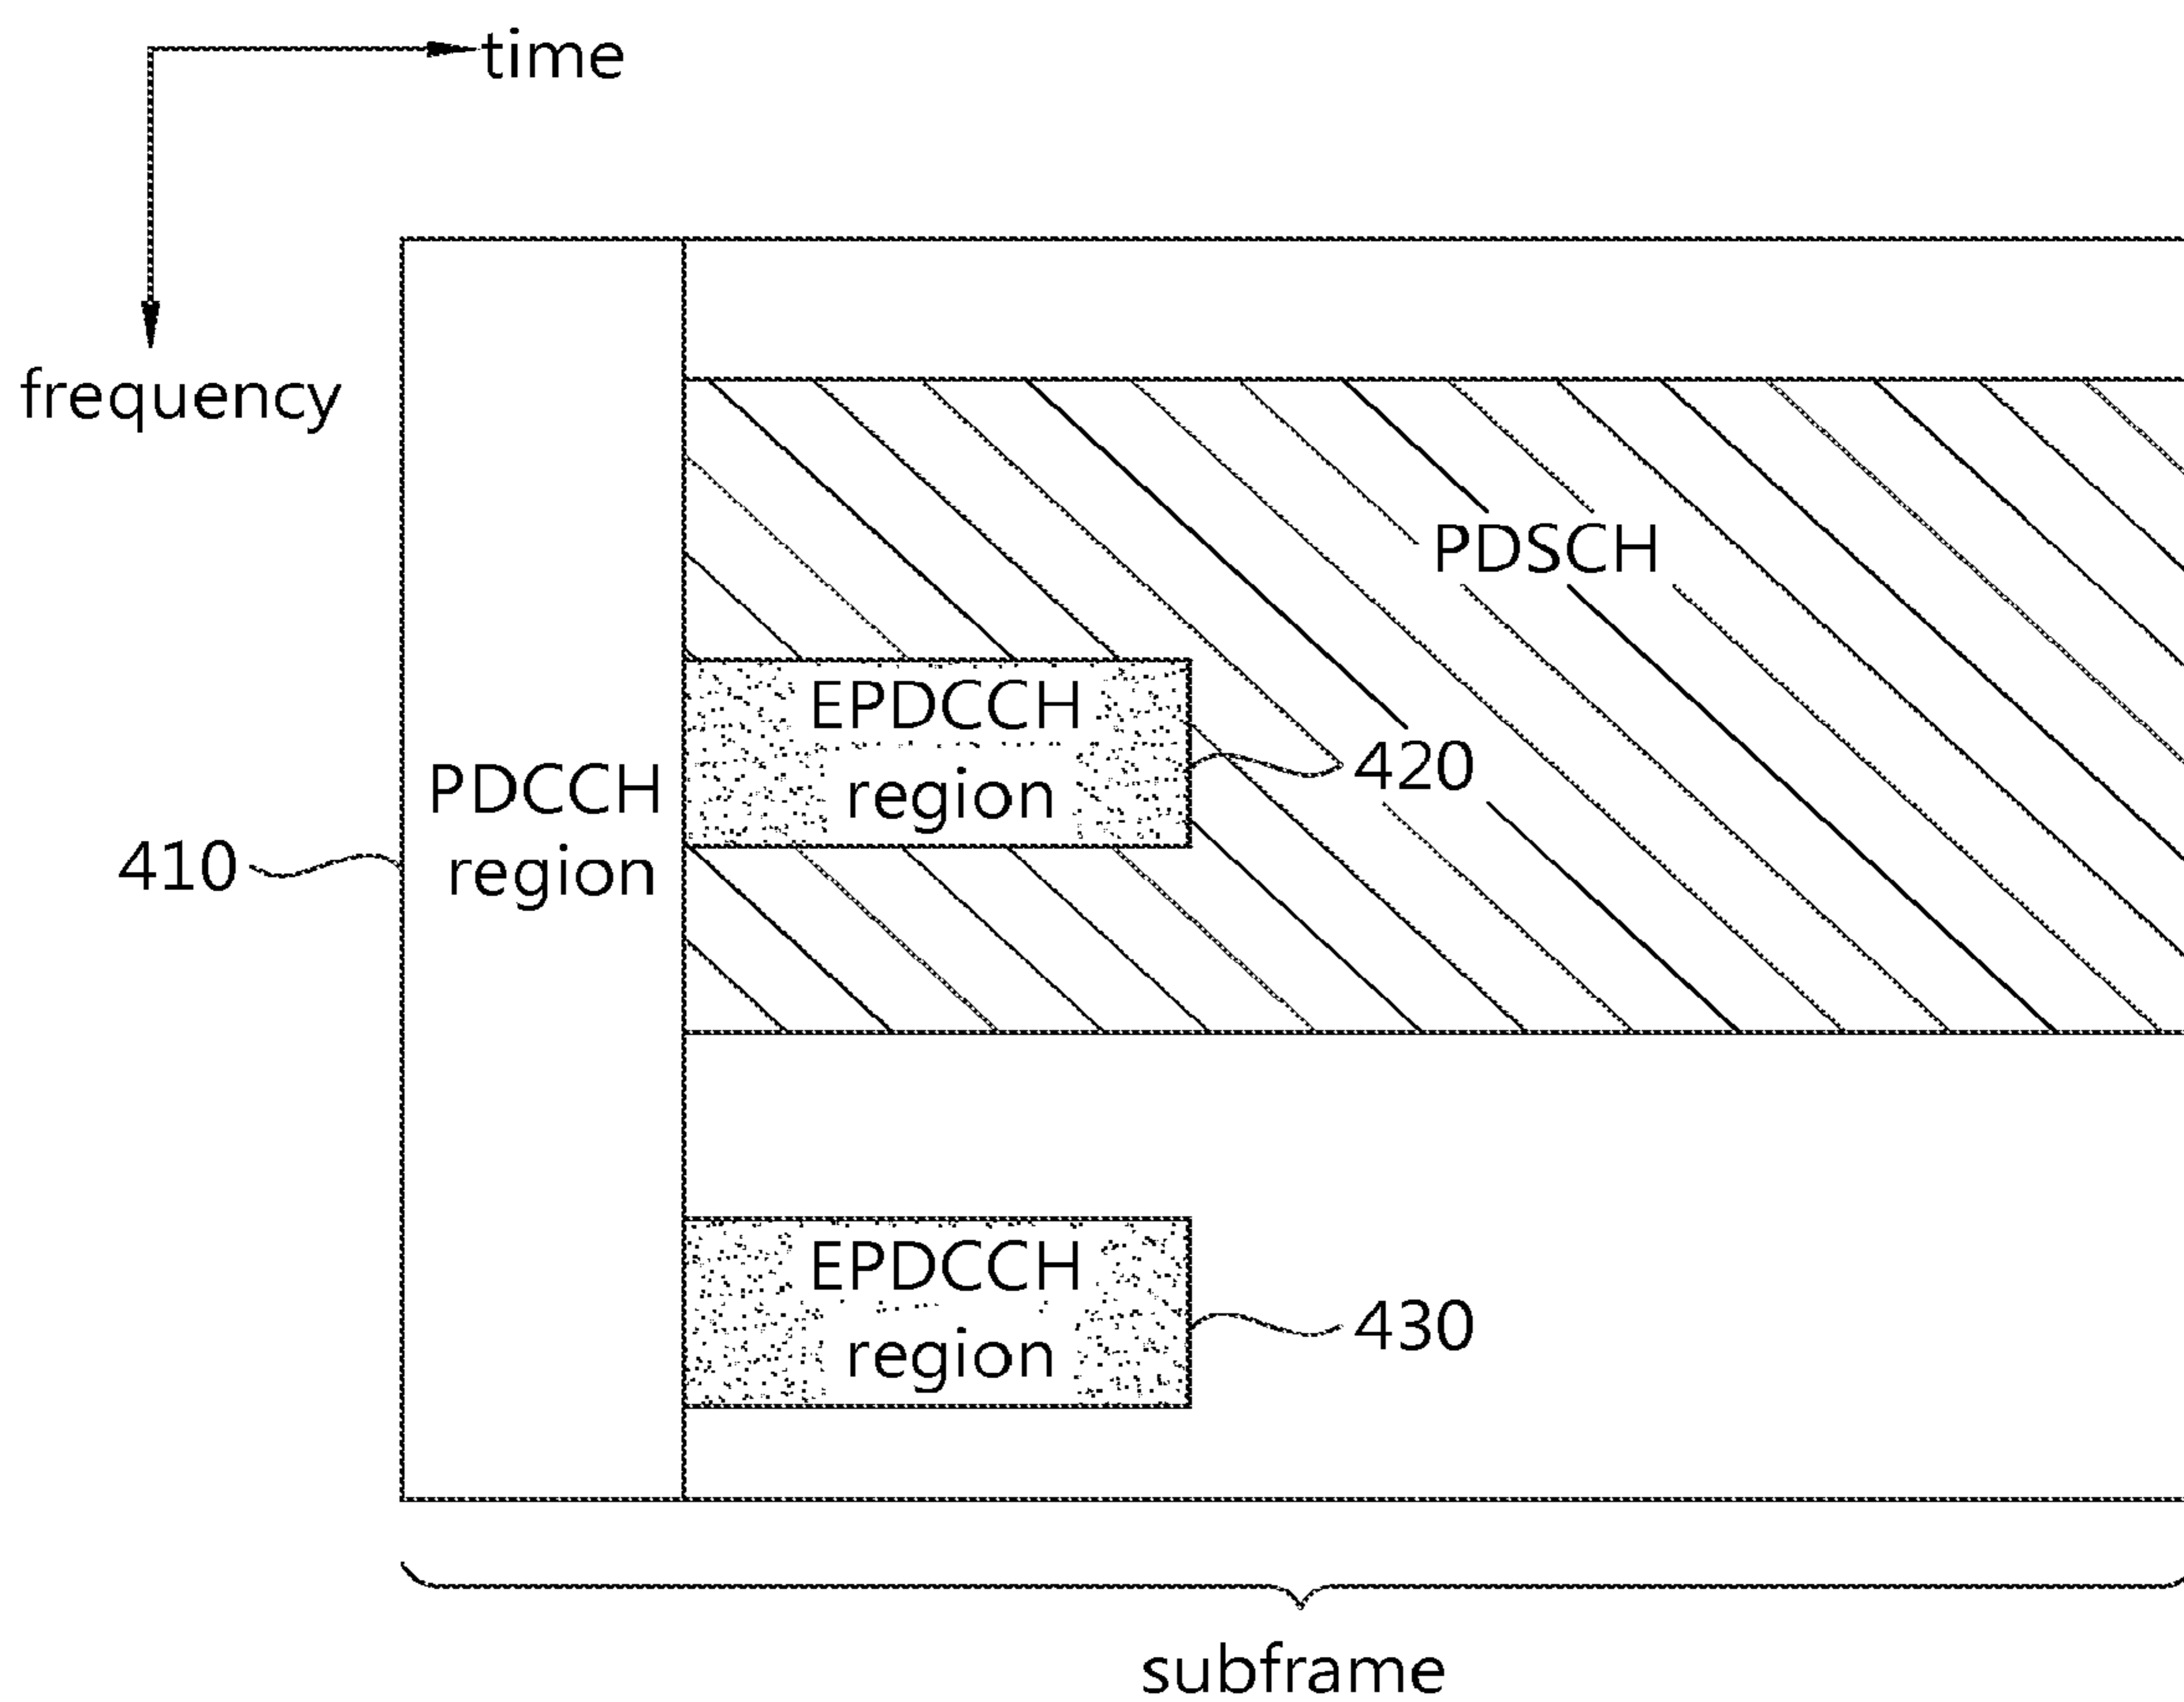 time
frequency
PDSCH
EPDCCH
region
420
PDCCH
region
410
EPDCCH
region
430
subframe